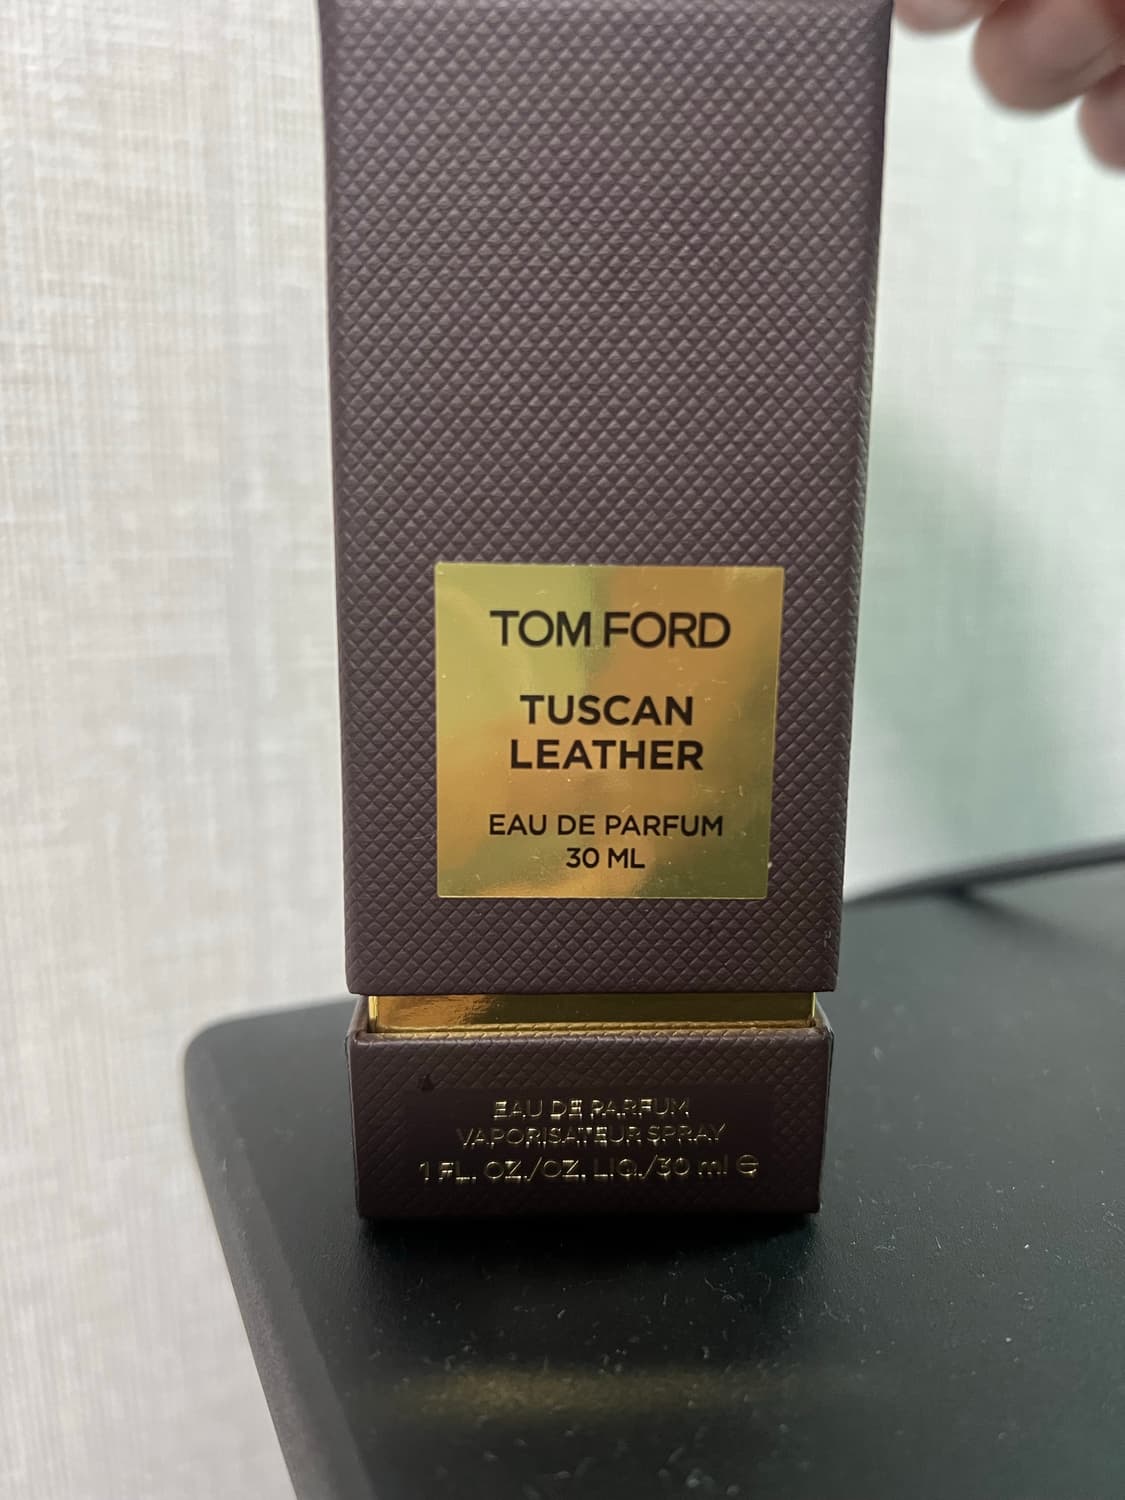 TOM FORD
TUSCAN
LEATHER
EAU DE PARFUM
30 ML
EAU DE PARFUM
VAPORISATEUR SPRAY
1 FL. OZ./OZ. LIQ./30 ml ℮